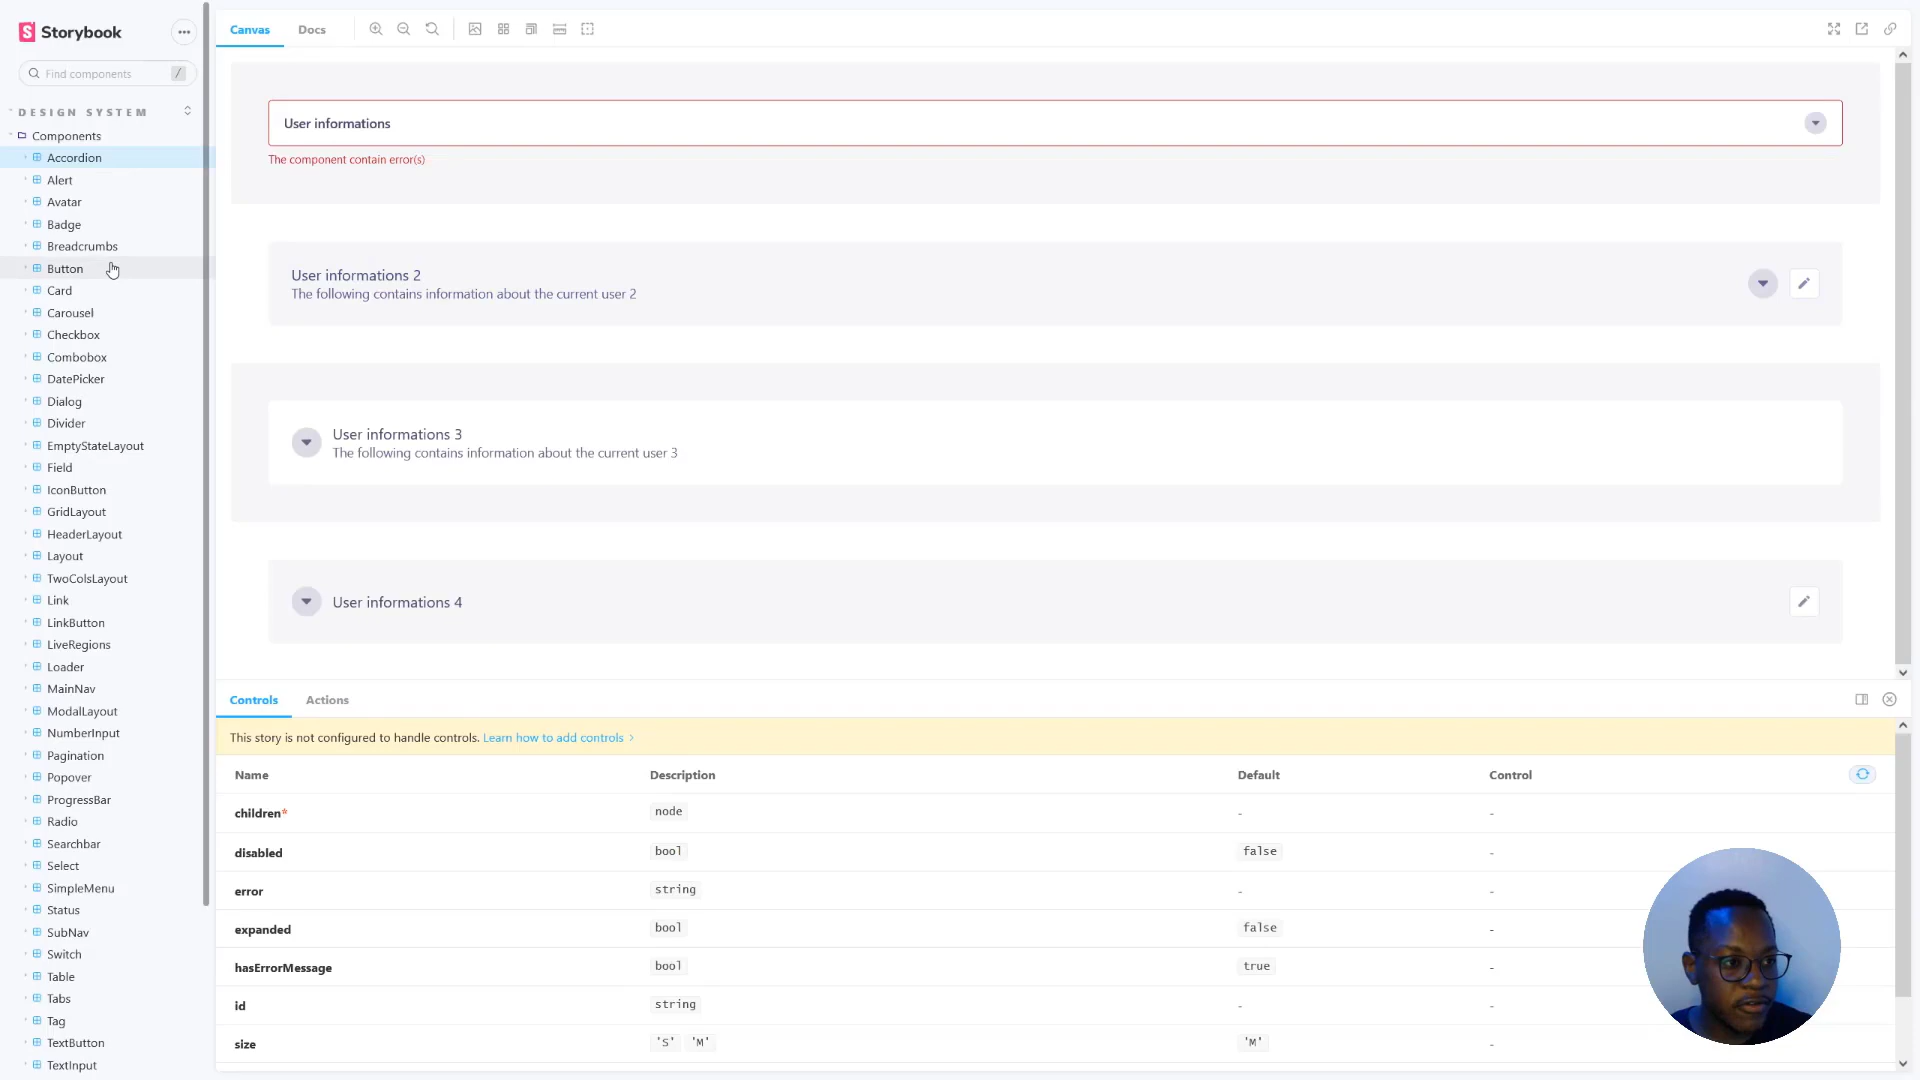 Storybook
Find components
/
DESIGN SYSTEM
Components
Accordion
Alert
Avatar
Badge
Breadcrumbs
Button
Card
Carousel
Checkbox
Combobox
DatePicker
Dialog
Divider
EmptyStateLayout
Field
IconButton
GridLayout
HeaderLayout
Layout
TwoColsLayout
Link
LinkButton
LiveRegions
Loader
MainNav
ModalLayout
NumberInput
Pagination
Popover
ProgressBar
Radio
Searchbar
Select
SimpleMenu
Status
SubNav
Switch
Table
Tabs
Tag
TextButton
TextInput
Canvas Docs
User informations
The component contain error(s)
User informations 2
The following contains information about the current user 2
User informations 3
The following contains information about the current user 3
User informations 4
Controls Actions
This story is not configured to handle controls. Learn how to add controls
Name Description Default Control
children* node - -
disabled bool false -
error string - -
expanded bool false -
hasErrorMessage bool true -
id string - -
size 'S' 'M' 'M' -